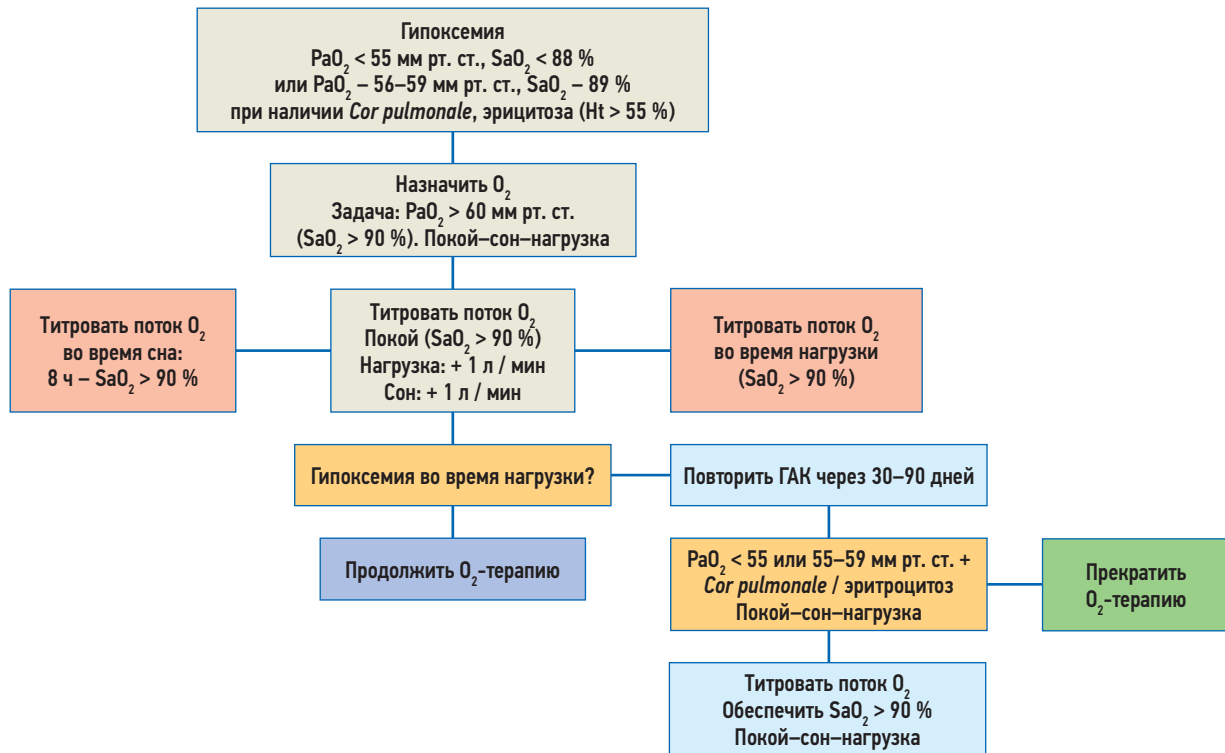 Гипоксемия
PaO₂ < 55 мм рт. ст., SaO₂ < 88 %
или PaO₂ – 56–59 мм рт. ст., SaO₂ – 89 %
при наличии Cor pulmonale, эрицитоза (Ht > 55 %)
Назначить O₂
Задача: PaO₂ > 60 мм рт. ст.
(SaO₂ > 90 %). Покой–сон–нагрузка
Титровать поток O₂
во время сна:
8 ч – SaO₂ > 90 %
Титровать поток O₂
Покой (SaO₂ > 90 %)
Нагрузка: + 1 л / мин
Сон: + 1 л / мин
Титровать поток O₂
во время нагрузки
(SaO₂ > 90 %)
Гипоксемия во время нагрузки?
Повторить ГАК через 30–90 дней
Продолжить O₂-терапию
PaO₂ < 55 или 55–59 мм рт. ст. +
Cor pulmonale / эритроцитоз
Покой–сон–нагрузка
Прекратить
O₂-терапию
Титровать поток O₂
Обеспечить SaO₂ > 90 %
Покой–сон–нагрузка